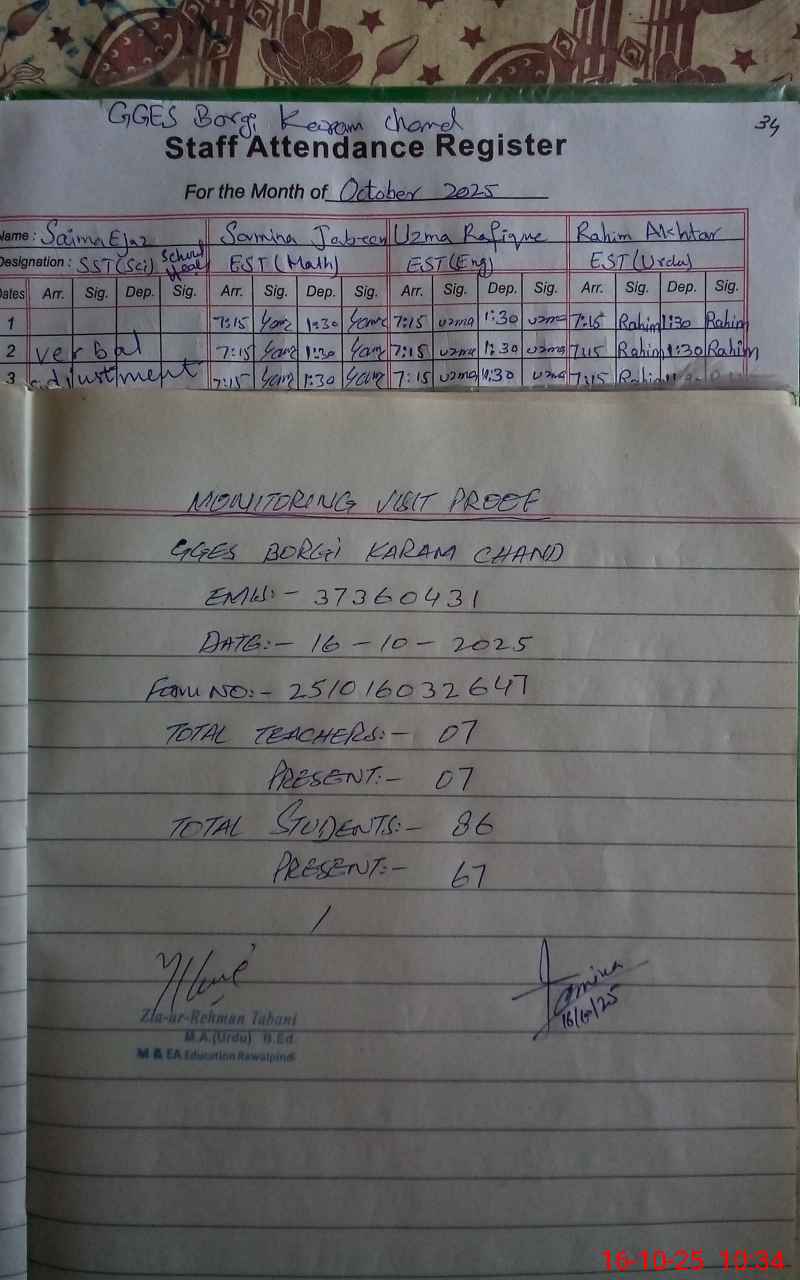 GGES Borgi Karam Chand
34
Staff Attendance Register
For the Month of October 2025
Name : Saima Ejaz Samina Jabeen Uzma Rafique Rahim Akhtar
Designation : SST(Sci) School Head EST (Math) EST (Eng) EST (Urdu)
Dates Arr. Sig. Dep. Sig. Arr. Sig. Dep. Sig. Arr. Sig. Dep. Sig. Arr. Sig. Dep. Sig.
1 7:15 1:30 7:15 uzma 1:30 uzma 7:15 Rahim 1:30 Rahim
2 verbal 7:15 1:30 7:15 uzma 1:30 uzma 7:15 Rahim 1:30 Rahim
3 adjustment 7:15 1:30 7:15 uzma 1:30 uzma 7:15 Rahim
MONITORING VISIT PROOF
GGES BORGi KARAM CHAND
EMIS:- 37360431
DATE:- 16-10-2025
Form NO:- 251016032647
TOTAL TEACHERS:- 07
PRESENT:- 07
TOTAL STUDENTS:- 86
PRESENT:- 67
Samina
16/10/25
Zia-ur-Rehman Tabani
M.A.(Urdu) B.Ed
M & EA Education Rawalpindi
16-10-25 10:34